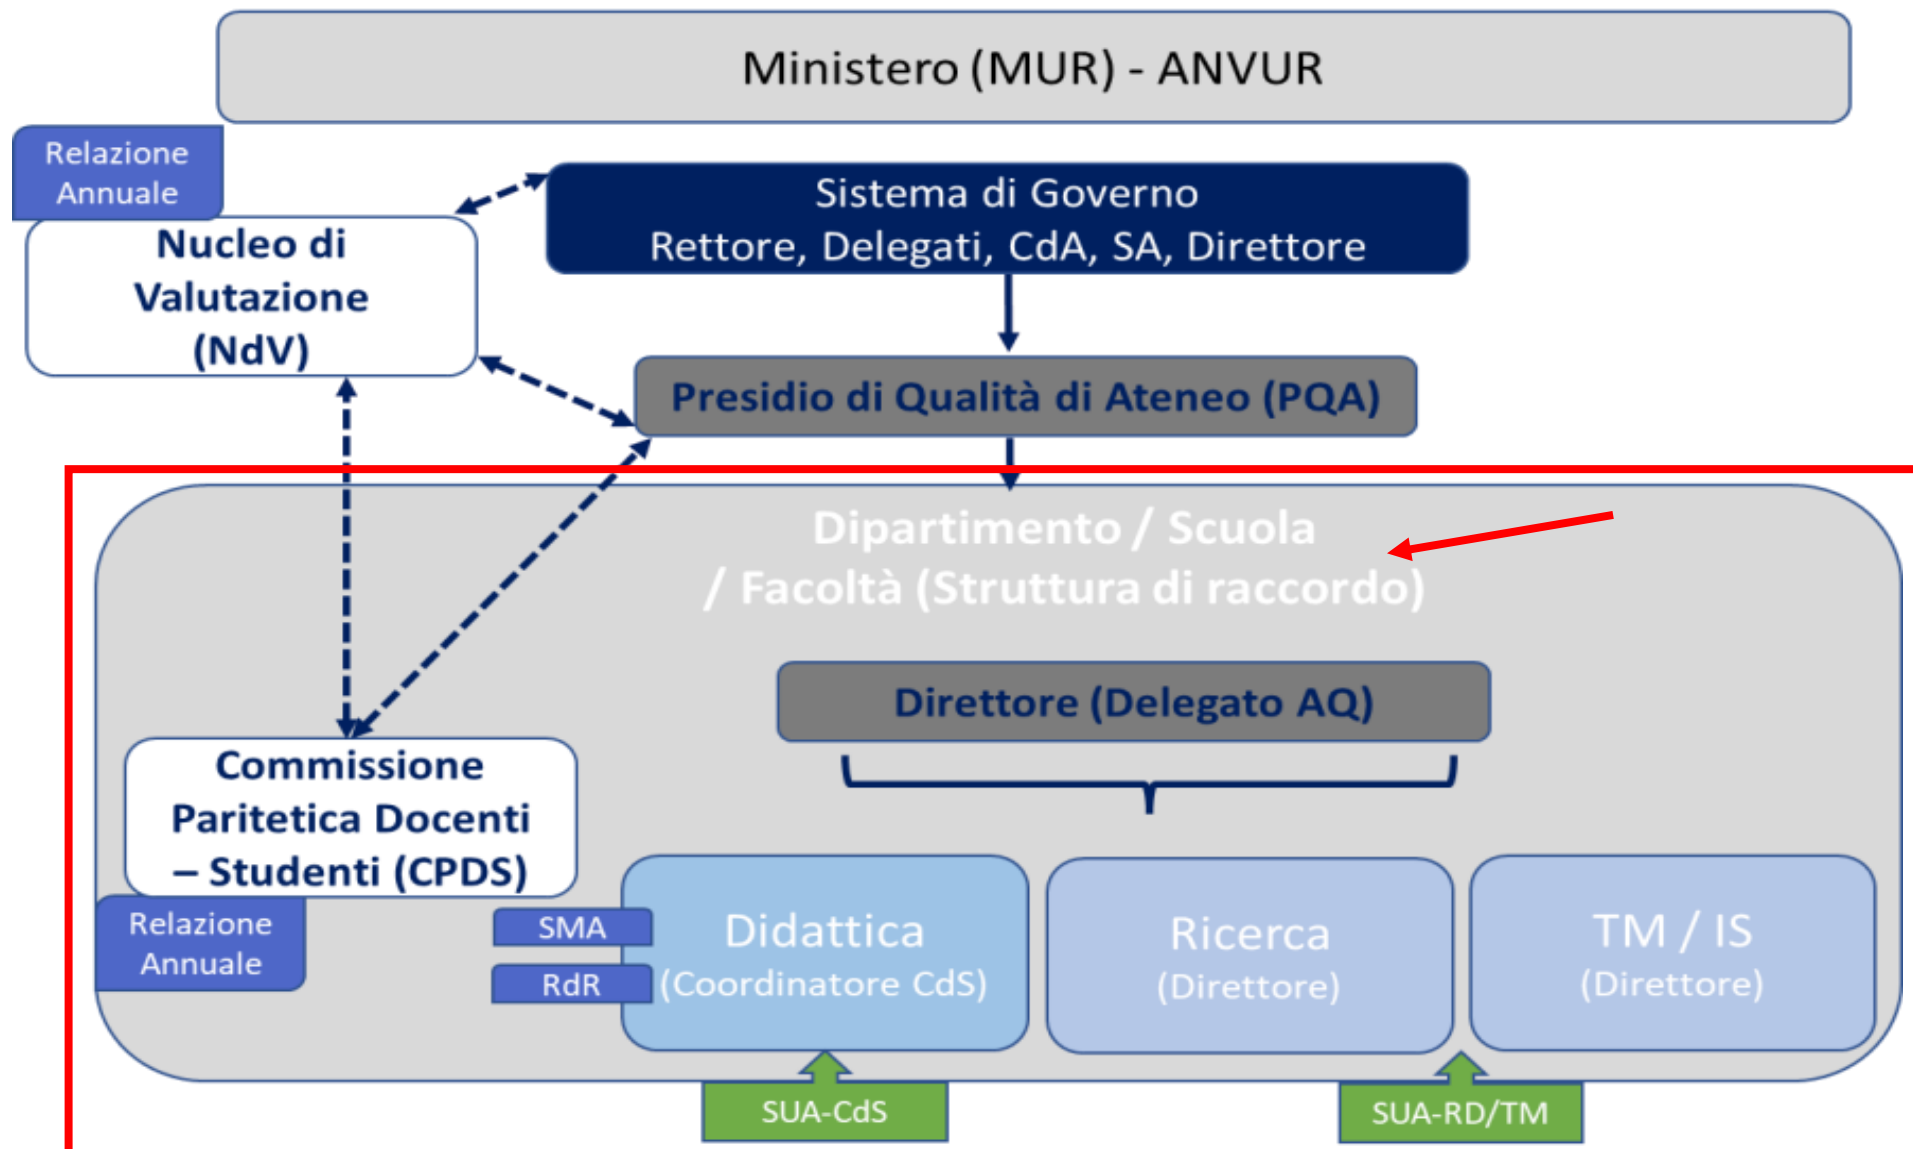 Ministero (MUR) - ANVUR
Relazione
Annuale
Nucleo di
Valutazione
(NdV)
Sistema di Governo
Rettore, Delegati, CdA, SA, Direttore
Presidio di Qualità di Ateneo (PQA)
Dipartimento / Scuola
/ Facoltà (Struttura di raccordo)
Direttore (Delegato AQ)
Commissione
Paritetica Docenti
– Studenti (CPDS)
Relazione
Annuale
SMA
RdR
Didattica
(Coordinatore CdS)
Ricerca
(Direttore)
TM / IS
(Direttore)
SUA-CdS
SUA-RD/TM